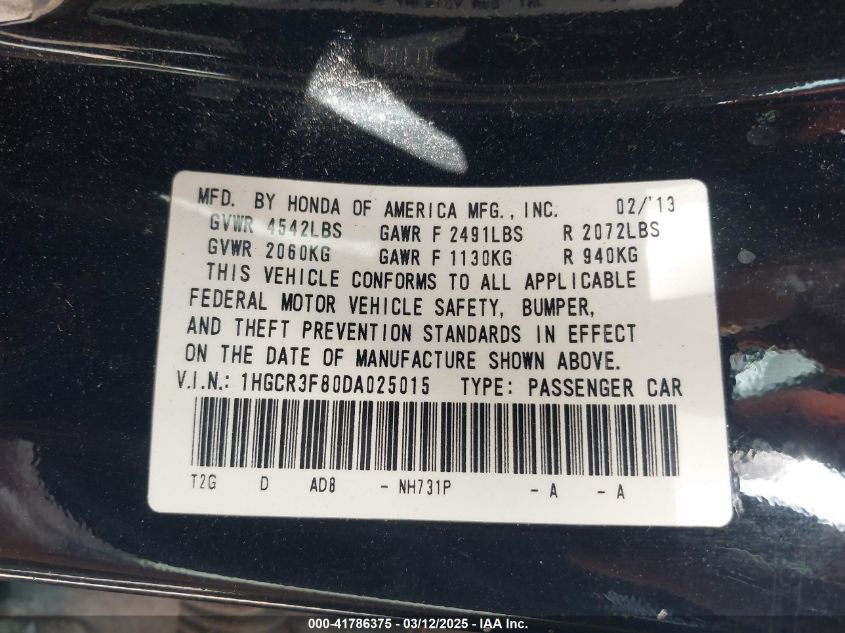 MFD. BY HONDA OF AMERICA MFG., INC. 02/'13
GVWR 4542LBS GAWR F 2491LBS R 2072LBS
GVWR 2060KG GAWR F 1130KG R 940KG
THIS VEHICLE CONFORMS TO ALL APPLICABLE
FEDERAL MOTOR VEHICLE SAFETY, BUMPER,
AND THEFT PREVENTION STANDARDS IN EFFECT
ON THE DATE OF MANUFACTURE SHOWN ABOVE.
V.I.N.: 1HGCR3F80DA025015 TYPE: PASSENGER CAR
T2G D AD8 - NH731P - A - A
000-41786375 - 03/12/2025 - IAA Inc.